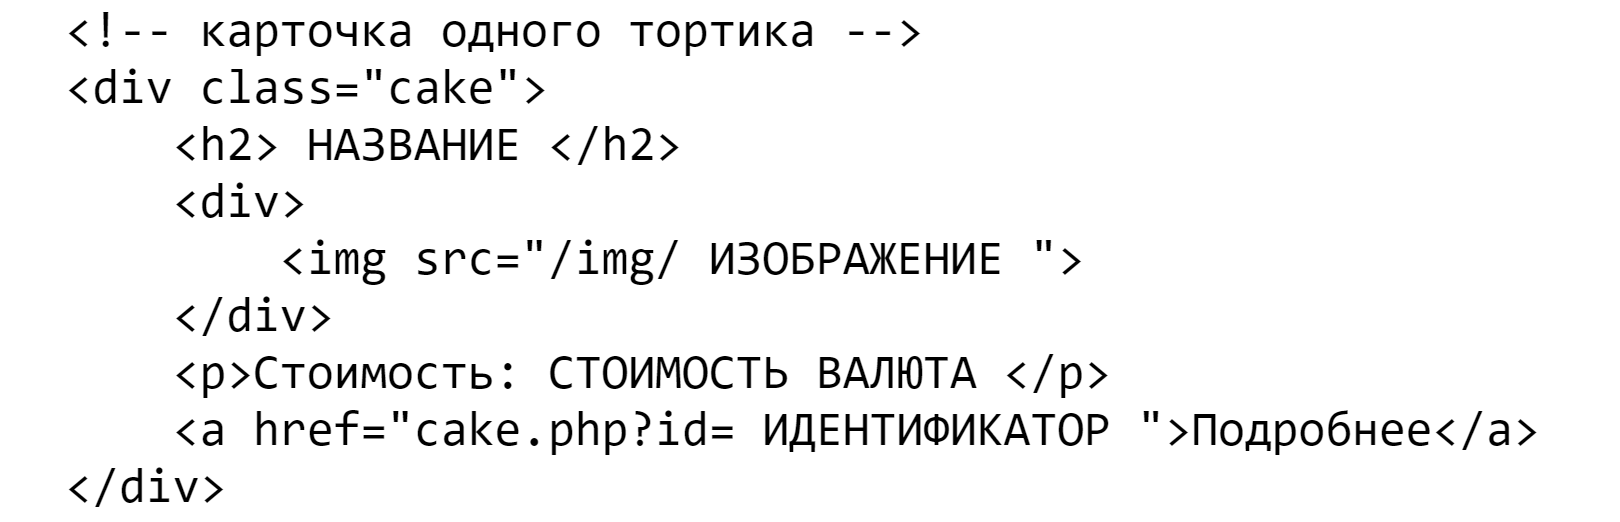 <!-- карточка одного тортика -->
<div class="cake">
    <h2> НАЗВАНИЕ </h2>
    <div>
        <img src="/img/ ИЗОБРАЖЕНИЕ ">
    </div>
    <p>Стоимость: СТОИМОСТЬ ВАЛЮТА </p>
    <a href="cake.php?id= ИДЕНТИФИКАТОР ">Подробнее</a>
</div>